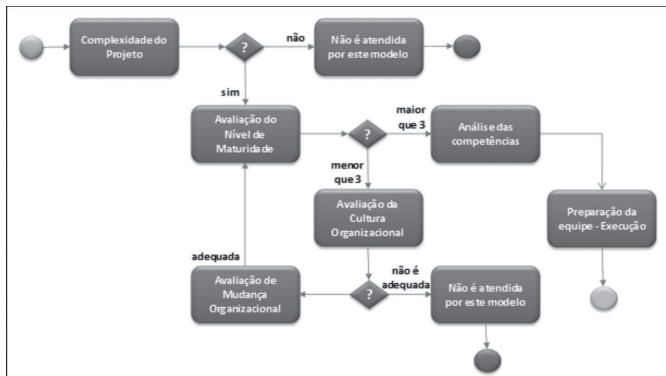 Complexidade do
Projeto
?
não
Não é atendida
por este modelo
sim
Avaliação do
Nível de
Maturidade
?
maior
que 3
Análise das
competências
menor
que 3
Avaliação da
Cultura
Organizacional
Preparação da
equipe - Execução
adequada
Avaliação de
Mudança
Organizacional
?
não é
adequada
Não é atendida
por este modelo